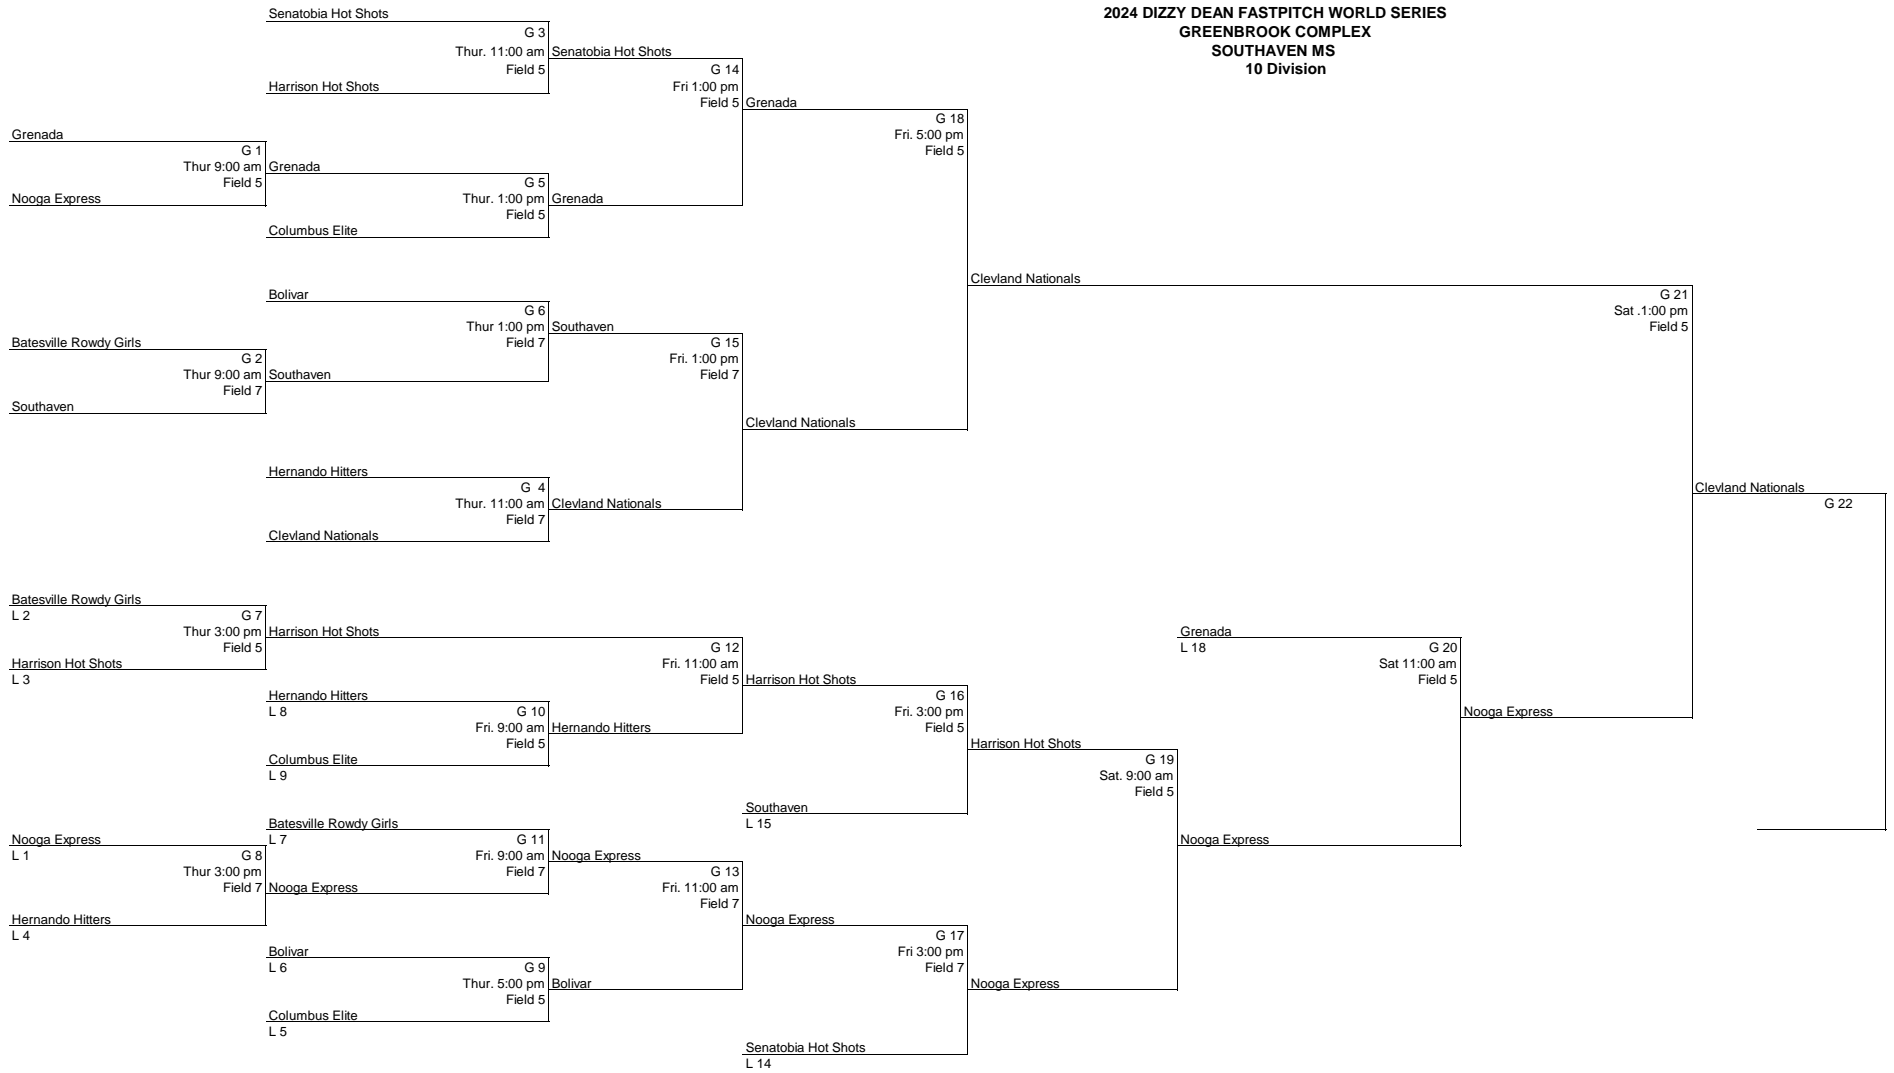 2024 DIZZY DEAN FASTPITCH WORLD SERIES
GREENBROOK COMPLEX
SOUTHAVEN MS
10 Division
Senatobia Hot Shots
G 3
Thur. 11:00 am
Field 5
Harrison Hot Shots
Senatobia Hot Shots
G 14
Fri 1:00 pm
Field 5
Grenada
G 18
Fri. 5:00 pm
Field 5
Grenada
G 1
Thur 9:00 am
Field 5
Nooga Express
Grenada
G 5
Thur. 1:00 pm
Field 5
Columbus Elite
Grenada
Clevland Nationals
G 21
Sat .1:00 pm
Field 5
Bolivar
G 6
Thur 1:00 pm
Field 7
Southaven
G 15
Fri. 1:00 pm
Field 7
Batesville Rowdy Girls
G 2
Thur 9:00 am
Field 7
Southaven
Southaven
Clevland Nationals
Hernando Hitters
G  4
Thur. 11:00 am
Field 7
Clevland Nationals
Clevland Nationals
Clevland Nationals
G 22
Batesville Rowdy Girls
L 2
G 7
Thur 3:00 pm
Field 5
Harrison Hot Shots
L 3
Harrison Hot Shots
G 12
Fri. 11:00 am
Field 5
Harrison Hot Shots
Hernando Hitters
L 8
G 10
Fri. 9:00 am
Field 5
Columbus Elite
L 9
Hernando Hitters
G 16
Fri. 3:00 pm
Field 5
Southaven
L 15
Harrison Hot Shots
G 19
Sat. 9:00 am
Field 5
Grenada
L 18
G 20
Sat 11:00 am
Field 5
Nooga Express
Nooga Express
Batesville Rowdy Girls
L 7
G 11
Fri. 9:00 am
Field 7
Nooga Express
Nooga Express
L 1
G 8
Thur 3:00 pm
Field 7
Nooga Express
Hernando Hitters
L 4
G 13
Fri. 11:00 am
Field 7
Nooga Express
Bolivar
L 6
G 9
Thur. 5:00 pm
Field 5
Bolivar
Columbus Elite
L 5
G 17
Fri 3:00 pm
Field 7
Nooga Express
Senatobia Hot Shots
L 14